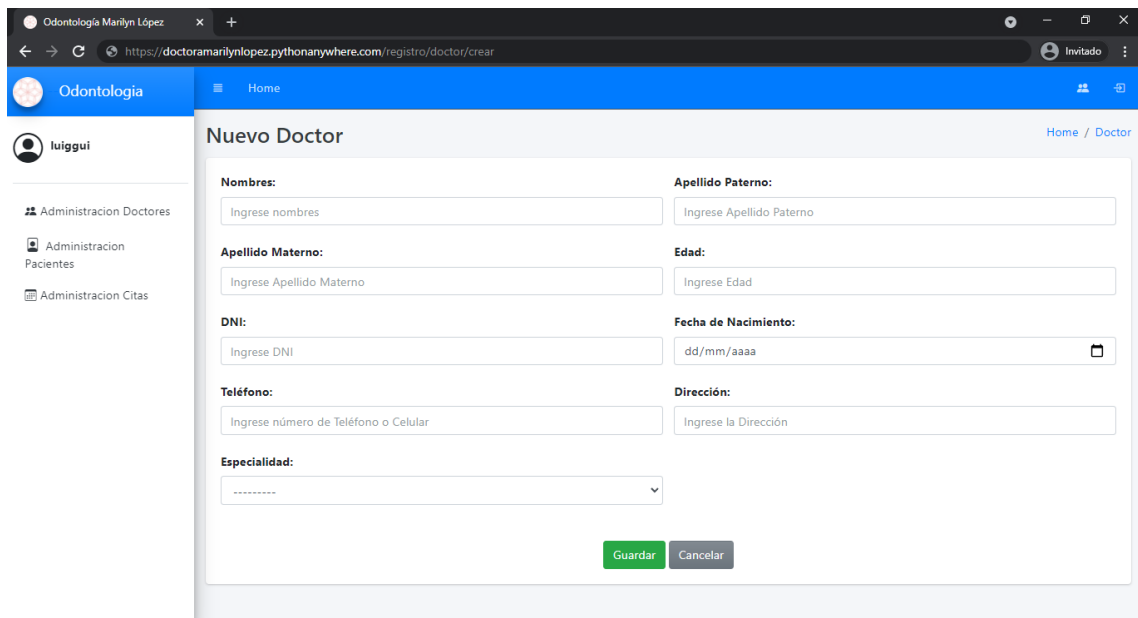 Odontología Marilyn López
https://doctoramarilynlopez.pythonanywhere.com/registro/doctor/crear
Invitado
Odontologia
Home
luiggui
Nuevo Doctor
Home / Doctor
Administracion Doctores
Administracion
Pacientes
Administracion Citas
Nombres:
Apellido Paterno:
Ingrese nombres
Ingrese Apellido Paterno
Apellido Materno:
Edad:
Ingrese Apellido Materno
Ingrese Edad
DNI:
Fecha de Nacimiento:
Ingrese DNI
dd/mm/aaaa
Teléfono:
Dirección:
Ingrese número de Teléfono o Celular
Ingrese la Dirección
Especialidad:
---------
Guardar
Cancelar